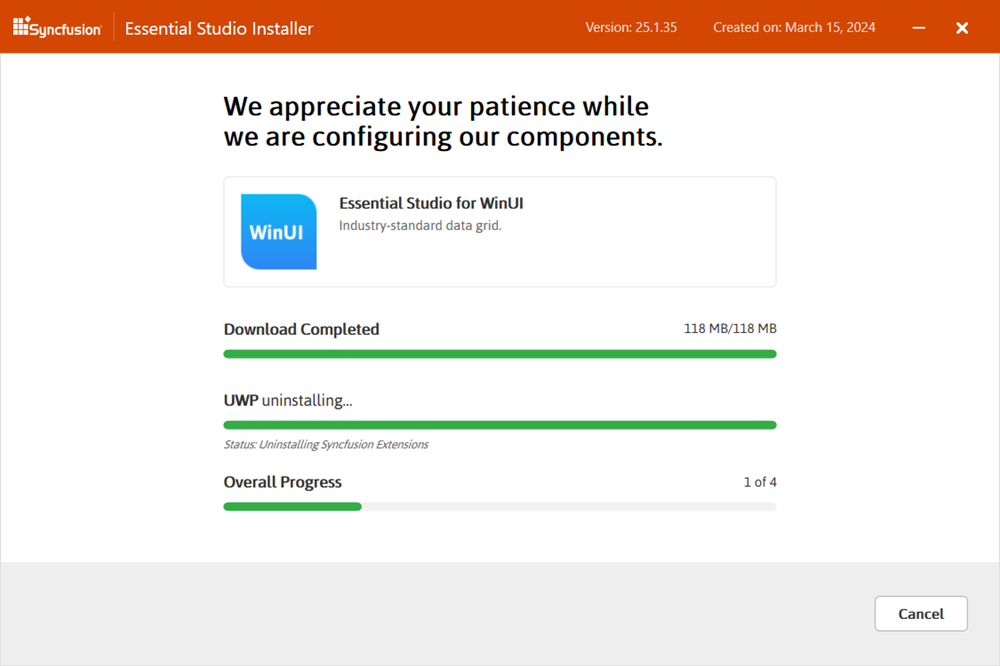 Syncfusion Essential Studio Installer Version: 25.1.35 Created on: March 15, 2024
We appreciate your patience while
we are configuring our components.
WinUI
Essential Studio for WinUI
Industry-standard data grid.
Download Completed 118 MB/118 MB
UWP uninstalling...
Status: Uninstalling Syncfusion Extensions
Overall Progress 1 of 4
Cancel